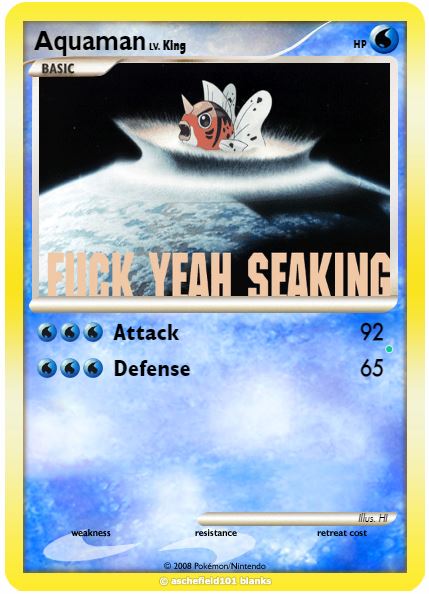 Aquaman LV. King HP
BASIC
FUCK YEAH SEAKING
Attack 92
Defense 65
Illus. HI
weakness resistance retreat cost
© 2008 Pokémon/Nintendo
© aschefield101 blanks